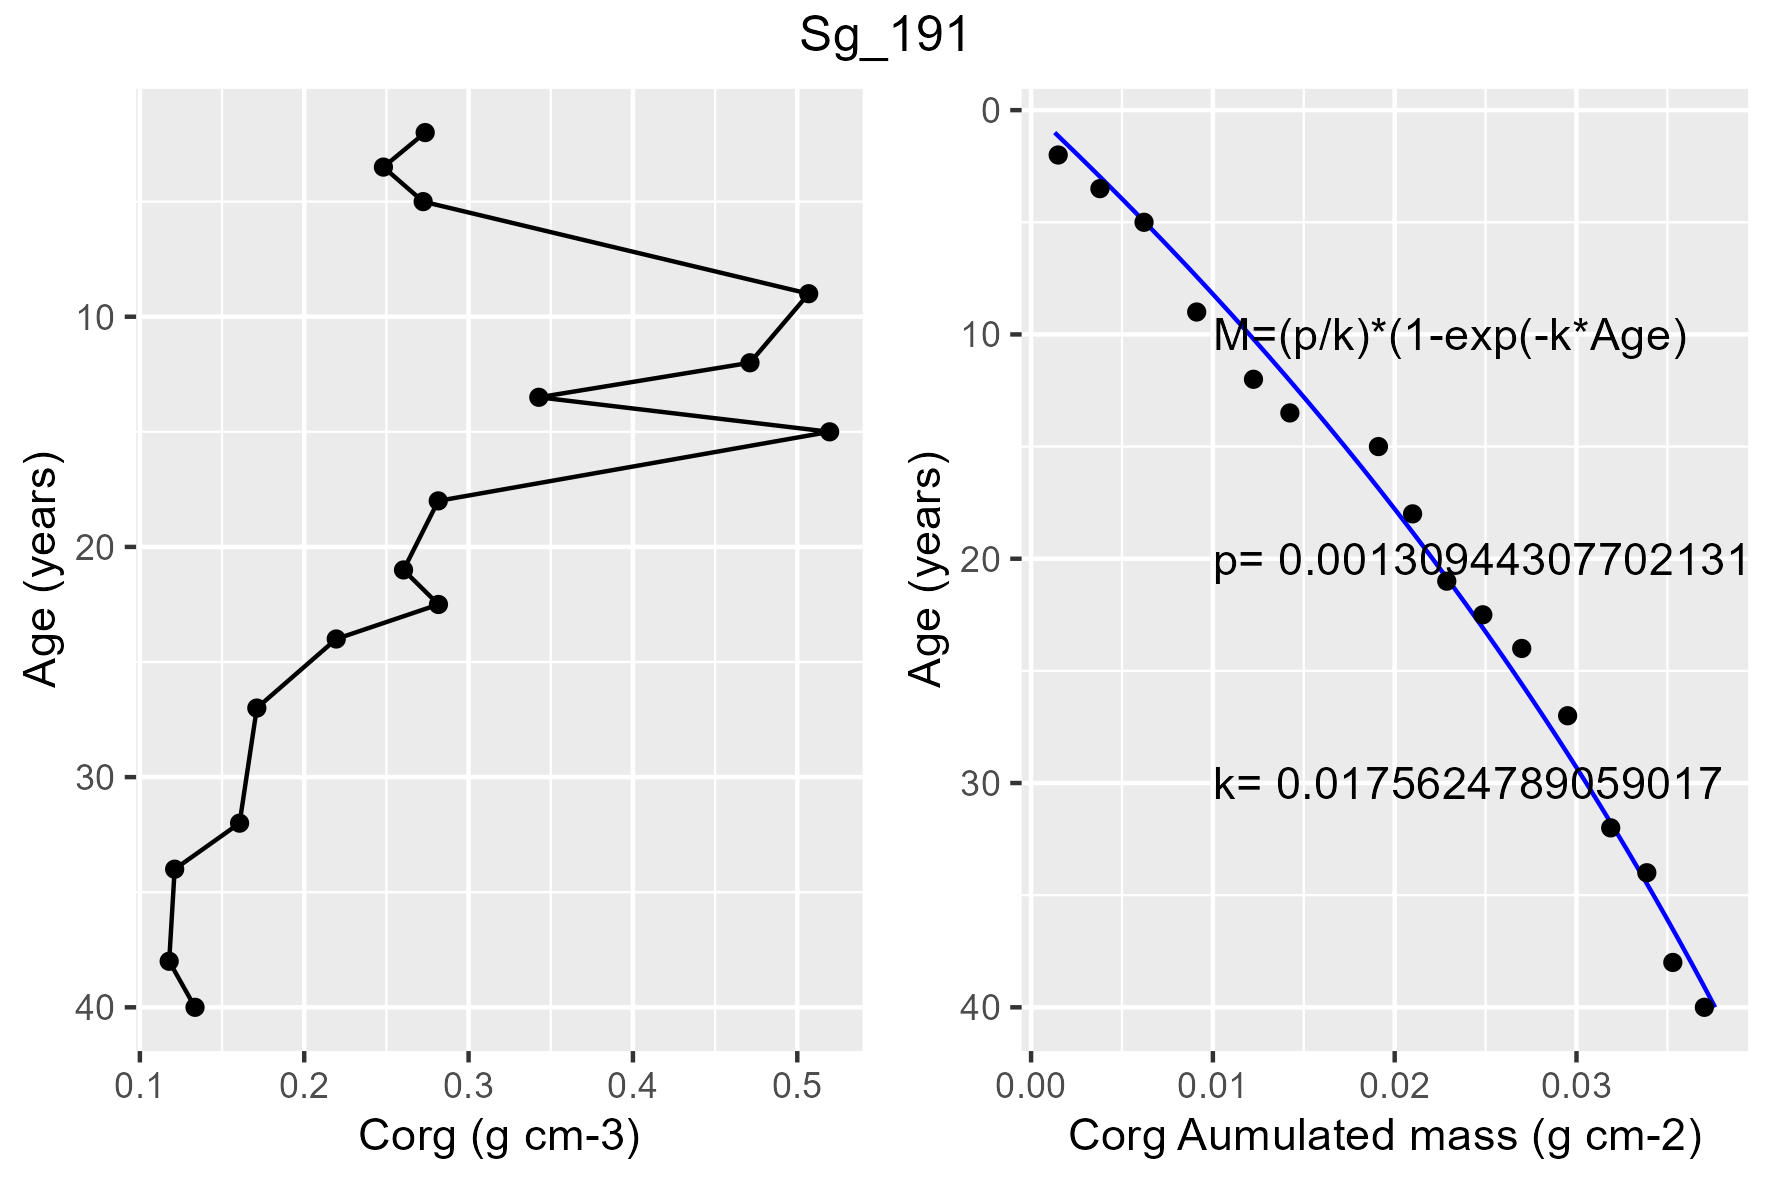 Sg_191
Age (years)
10
20
30
40
0.1
0.2
0.3
0.4
0.5
Corg (g cm-3)
Age (years)
0
10
20
30
40
M=(p/k)*(1-exp(-k*Age)
p= 0.00130944307702131
k= 0.0175624789059017
0.00
0.01
0.02
0.03
Corg Aumulated mass (g cm-2)